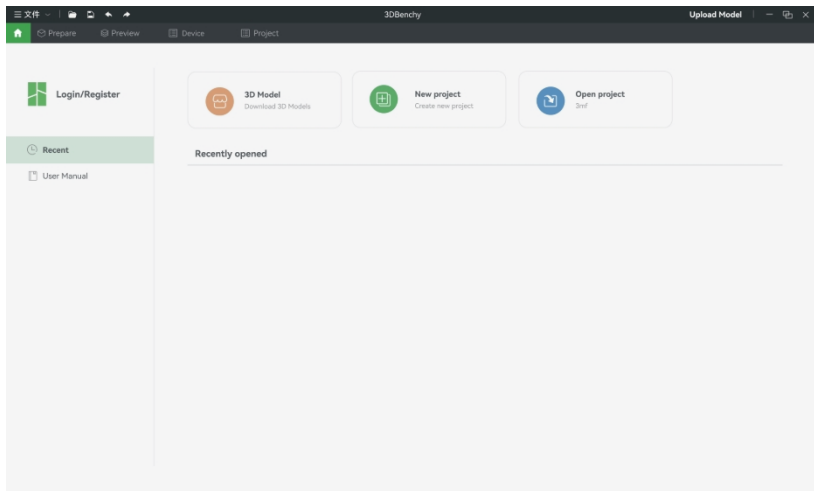 文件 3DBenchy Upload Model
Prepare Preview Device Project
Login/Register
3D Model
Download 3D Models
New project
Create new project
Open project
3mf
Recent
User Manual
Recently opened